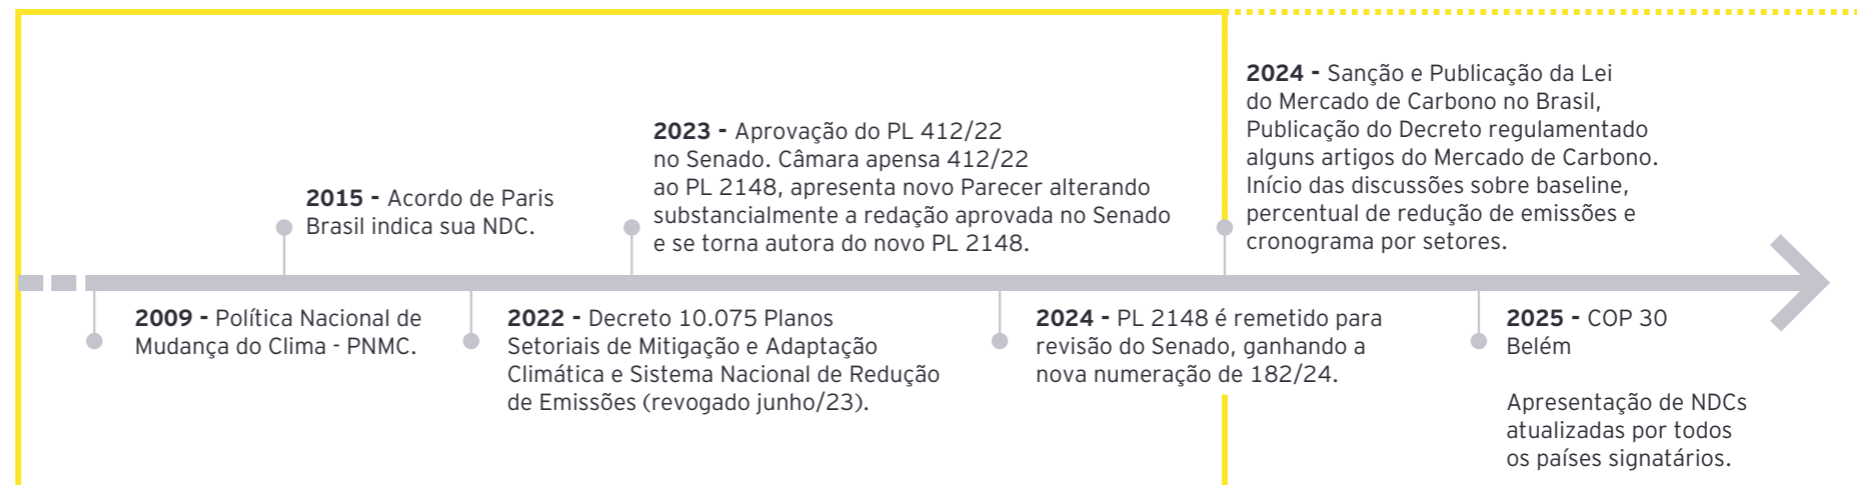 2009 - Política Nacional de
Mudança do Clima - PNMC.
2015 - Acordo de Paris
Brasil indica sua NDC.
2022 - Decreto 10.075 Planos
Setoriais de Mitigação e Adaptação
Climática e Sistema Nacional de Redução
de Emissões (revogado junho/23).
2023 - Aprovação do PL 412/22
no Senado. Câmara apensa 412/22
ao PL 2148, apresenta novo Parecer alterando
substancialmente a redação aprovada no Senado
e se torna autora do novo PL 2148.
2024 - PL 2148 é remetido para
revisão do Senado, ganhando a
nova numeração de 182/24.
2024 - Sanção e Publicação da Lei
do Mercado de Carbono no Brasil,
Publicação do Decreto regulamentado
alguns artigos do Mercado de Carbono.
Início das discussões sobre baseline,
percentual de redução de emissões e
cronograma por setores.
2025 - COP 30
Belém
Apresentação de NDCs
atualizadas por todos
os países signatários.